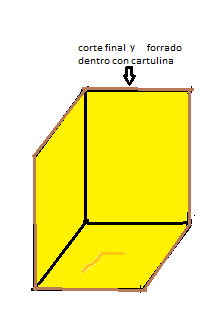 corte final y forrado
dentro con cartulina